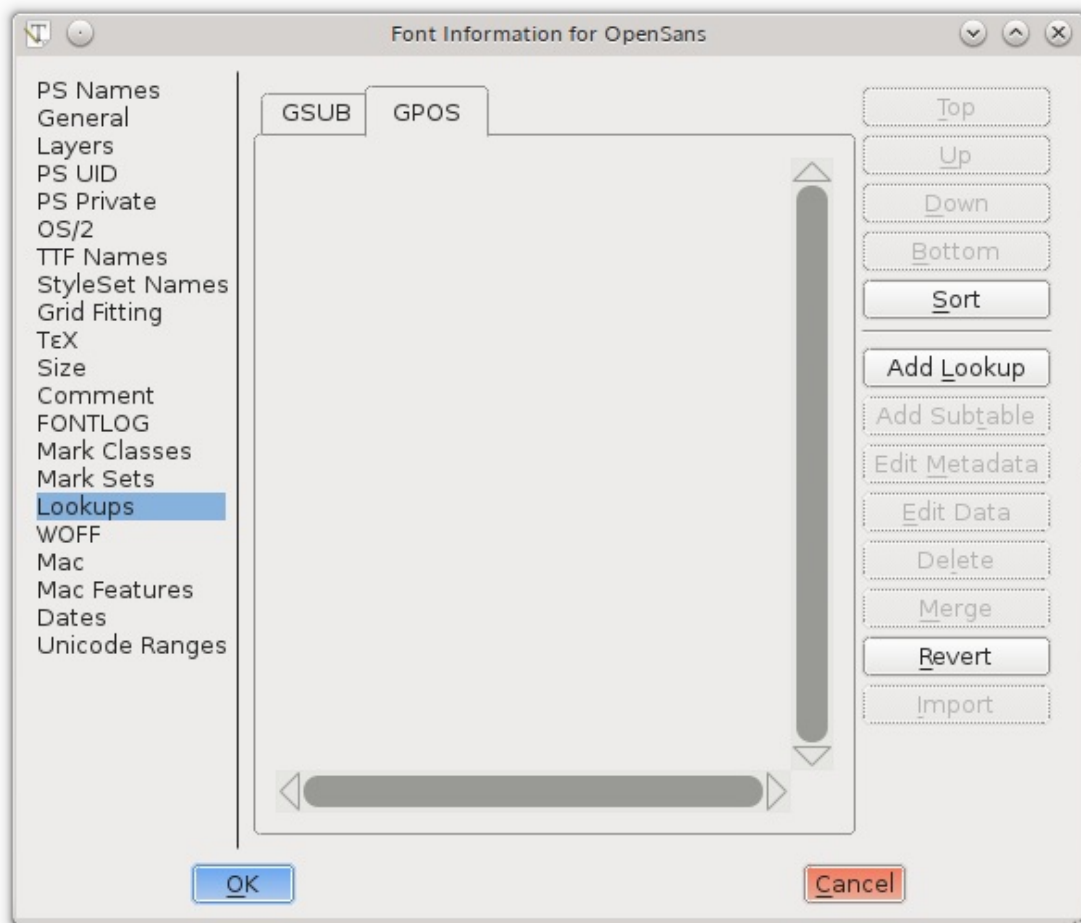 Font Information for OpenSans
PS Names
General
Layers
PS UID
PS Private
OS/2
TTF Names
StyleSet Names
Grid Fitting
TεX
Size
Comment
FONTLOG
Mark Classes
Mark Sets
Lookups
WOFF
Mac
Mac Features
Dates
Unicode Ranges
GSUB GPOS
Top
Up
Down
Bottom
Sort
Add Lookup
Add Subtable
Edit Metadata
Edit Data
Delete
Merge
Revert
Import
OK Cancel